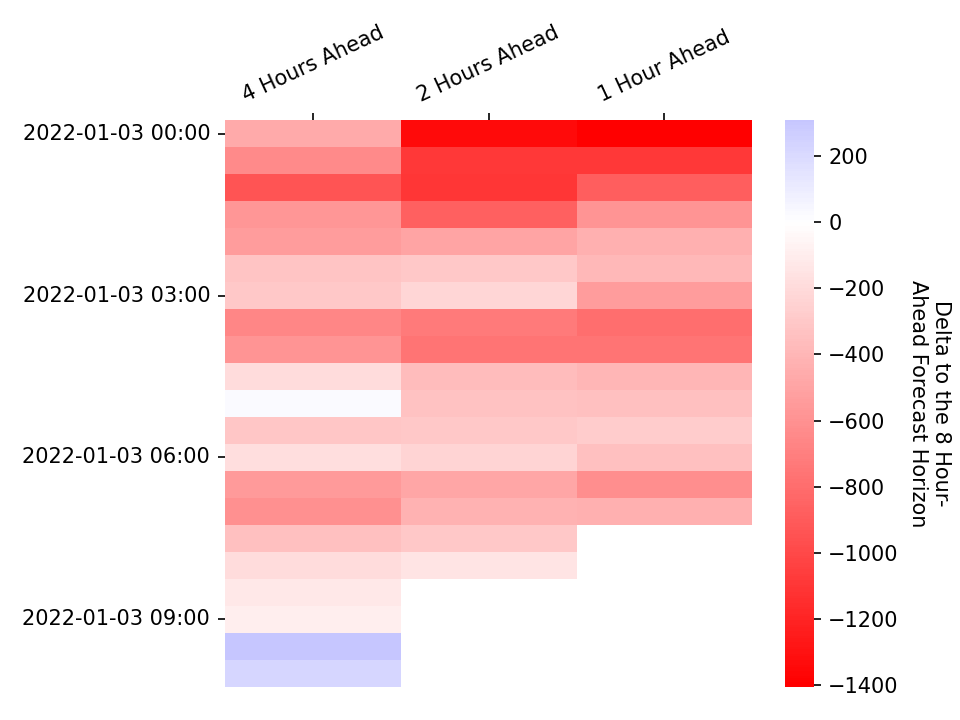 4 Hours Ahead
2 Hours Ahead
1 Hour Ahead
2022-01-03 00:00
2022-01-03 03:00
2022-01-03 06:00
2022-01-03 09:00
200
0
−200
−400
−600
−800
−1000
−1200
−1400
Delta to the 8 Hour-
Ahead Forecast Horizon